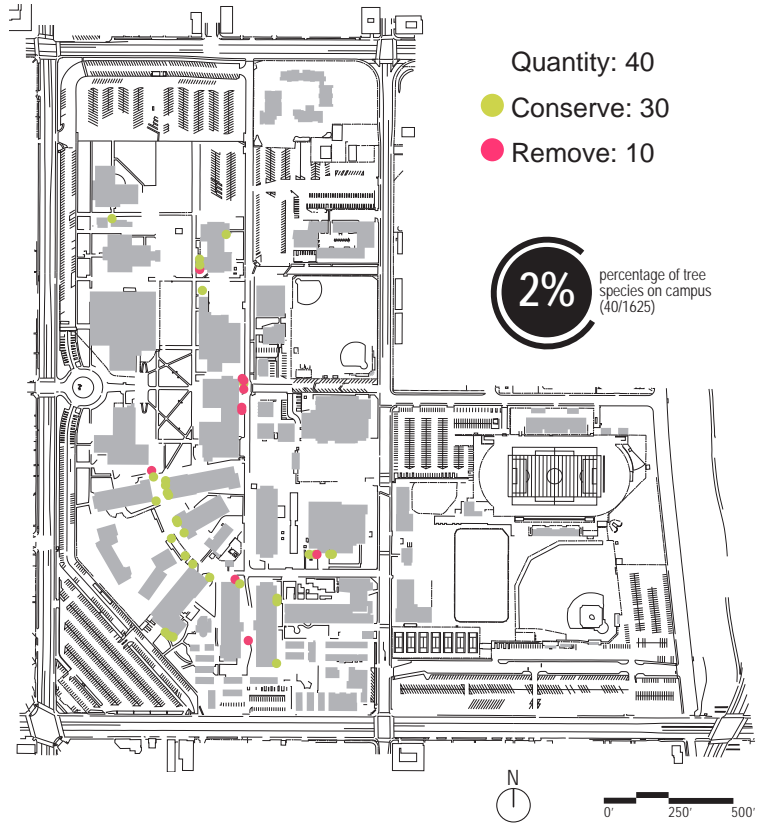 Quantity: 40
Conserve: 30
Remove: 10
2%
percentage of tree
species on campus
(40/1625)
N
0' 250' 500'